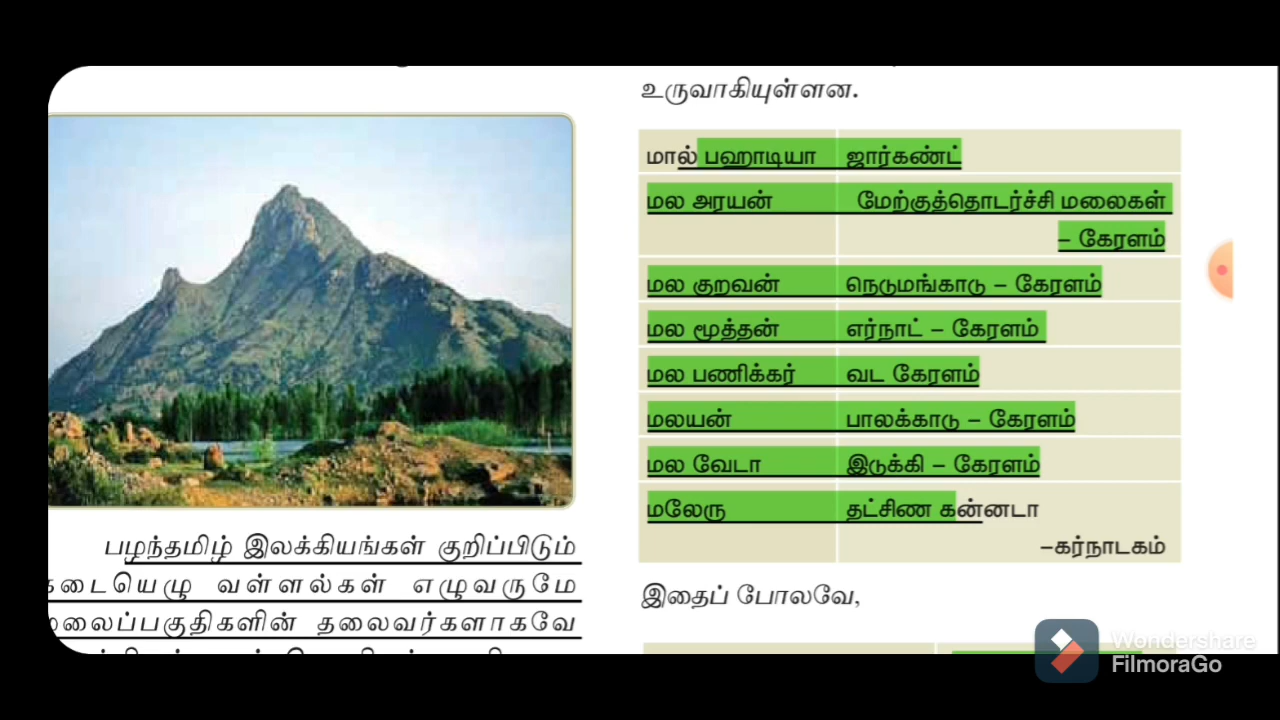 உருவாகியுள்ளன.
மால் பஹாடியா ஜார்கண்ட்
மல அரயன் மேற்குத்தொடர்ச்சி மலைகள்
– கேரளம்
மல குறவன் நெடுமங்காடு – கேரளம்
மல மூத்தன் எர்நாட் – கேரளம்
மல பணிக்கர் வட கேரளம்
மலயன் பாலக்காடு – கேரளம்
மல வேடா இடுக்கி – கேரளம்
மலேரு தட்சிண கன்னடா
–கர்நாடகம்
இதைப் போலவே,
பழந்தமிழ் இலக்கியங்கள் குறிப்பிடும்
கடையெழு வள்ளல்கள் எழுவருமே
மலைப்பகுதிகளின் தலைவர்களாகவே
Wondershare
FilmoraGo